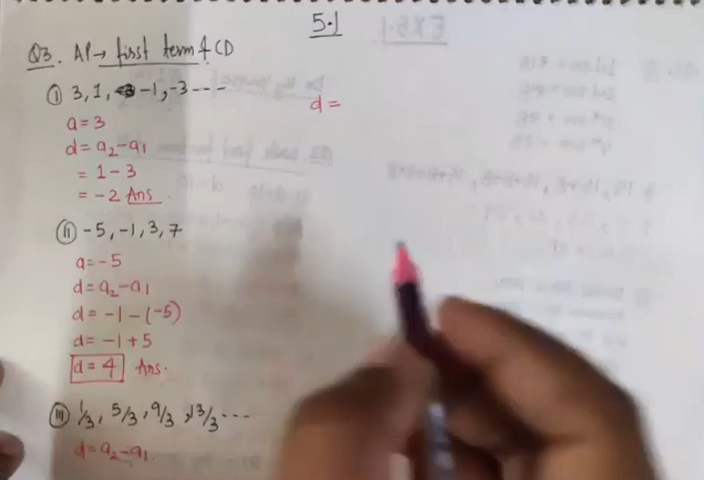 5.1
Q3. AP → first term & CD
(i) 3, 1, -1, -3 ---
a = 3
d = a₂ - a₁
= 1 - 3
= -2 Ans
(ii) -5, -1, 3, 7
a = -5
d = a₂ - a₁
d = -1 - (-5)
d = -1 + 5
d = 4 Ans.
(iii) 1/3, 5/3, 9/3, 13/3 ---
d = a₂ - a₁
d =